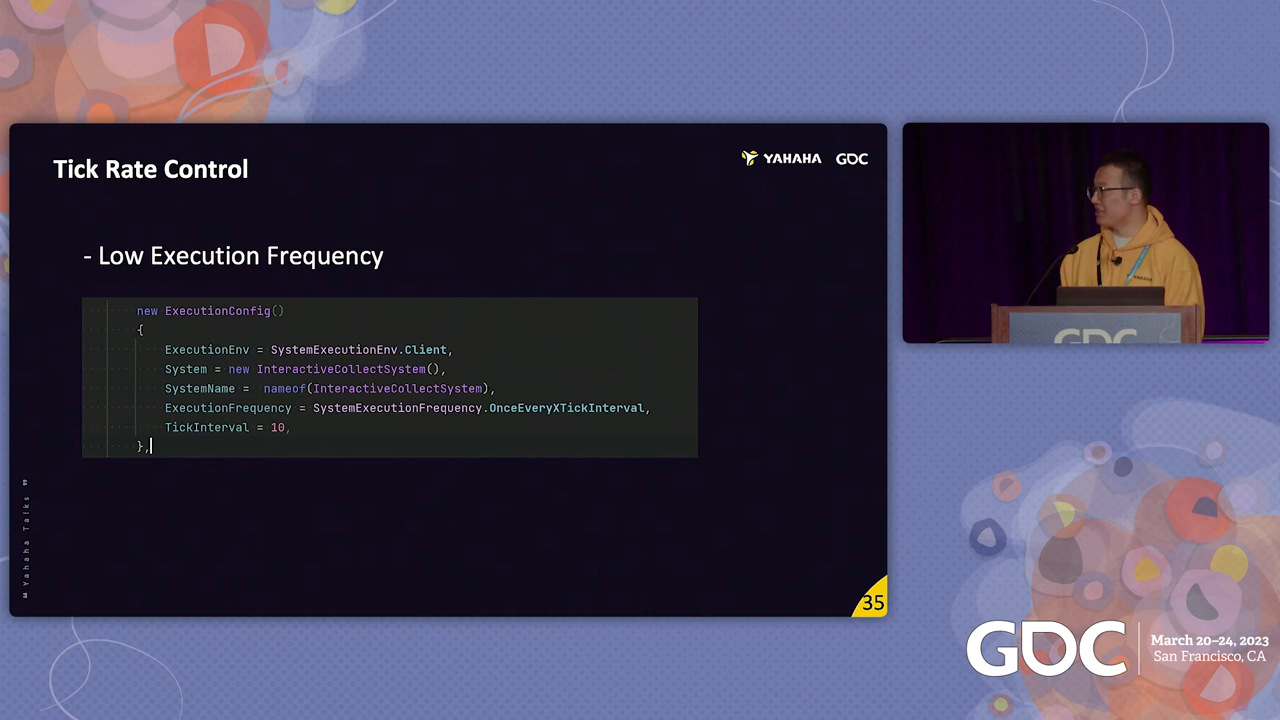 Tick Rate Control
YAHAHA GDC
- Low Execution Frequency
new ExecutionConfig()
{
ExecutionEnv = SystemExecutionEnv.Client,
System = new InteractiveCollectSystem(),
SystemName = nameof(InteractiveCollectSystem),
ExecutionFrequency = SystemExecutionFrequency.OnceEveryXTickInterval,
TickInterval = 10,
},
❝ Yahaha Talks ❞
35
GDC
GDC
March 20–24, 2023
San Francisco, CA